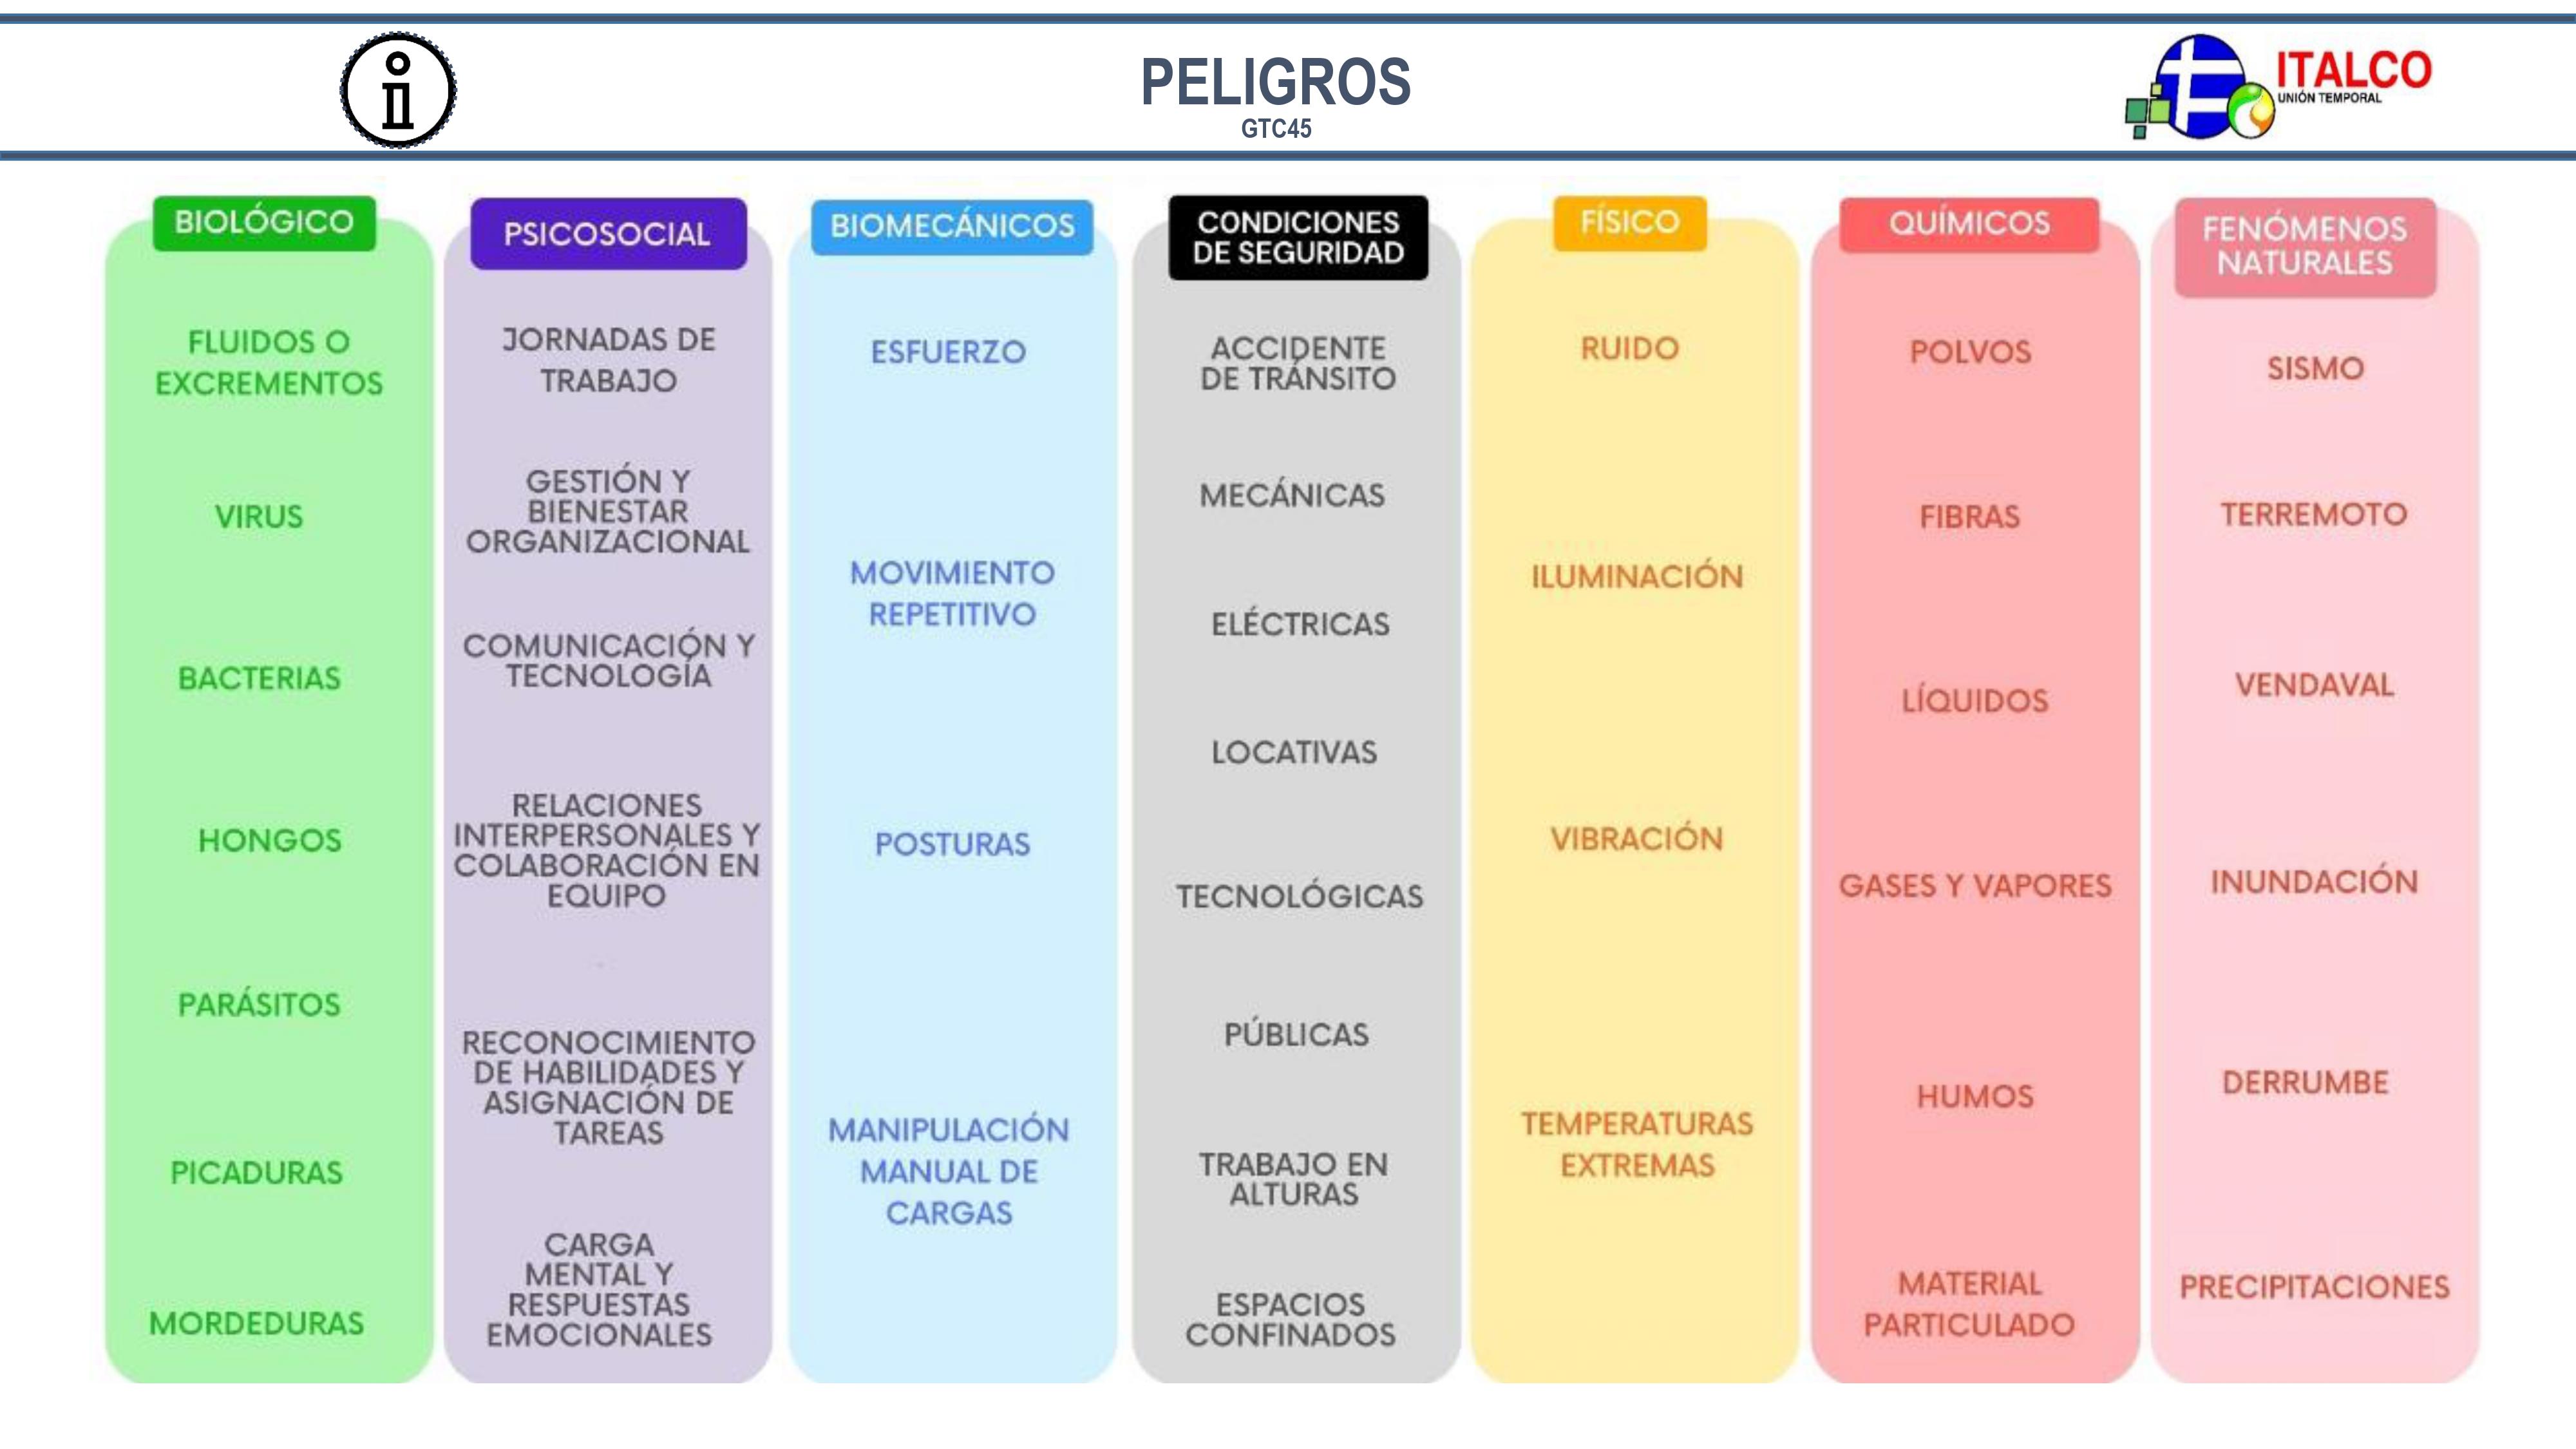 PELIGROS
GTC45
ITALCO
UNIÓN TEMPORAL
BIOLÓGICO
FLUIDOS O
EXCREMENTOS
VIRUS
BACTERIAS
HONGOS
PARÁSITOS
PICADURAS
MORDEDURAS
PSICOSOCIAL
JORNADAS DE
TRABAJO
GESTIÓN Y
BIENESTAR
ORGANIZACIONAL
COMUNICACIÓN Y
TECNOLOGÍA
RELACIONES
INTERPERSONALES Y
COLABORACIÓN EN
EQUIPO
RECONOCIMIENTO
DE HABILIDADES Y
ASIGNACIÓN DE
TAREAS
CARGA
MENTAL Y
RESPUESTAS
EMOCIONALES
BIOMECÁNICOS
ESFUERZO
MOVIMIENTO
REPETITIVO
POSTURAS
MANIPULACIÓN
MANUAL DE
CARGAS
CONDICIONES
DE SEGURIDAD
ACCIDENTE
DE TRÁNSITO
MECÁNICAS
ELÉCTRICAS
LOCATIVAS
TECNOLÓGICAS
PÚBLICAS
TRABAJO EN
ALTURAS
ESPACIOS
CONFINADOS
FÍSICO
RUIDO
ILUMINACIÓN
VIBRACIÓN
TEMPERATURAS
EXTREMAS
QUÍMICOS
POLVOS
FIBRAS
LÍQUIDOS
GASES Y VAPORES
HUMOS
MATERIAL
PARTICULADO
FENÓMENOS
NATURALES
SISMO
TERREMOTO
VENDAVAL
INUNDACIÓN
DERRUMBE
PRECIPITACIONES